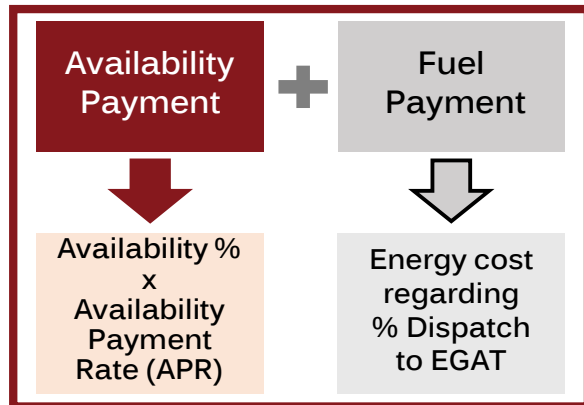 Availability
Payment
+
Fuel
Payment
Availability %
x
Availability
Payment
Rate (APR)
Energy cost
regarding
% Dispatch
to EGAT